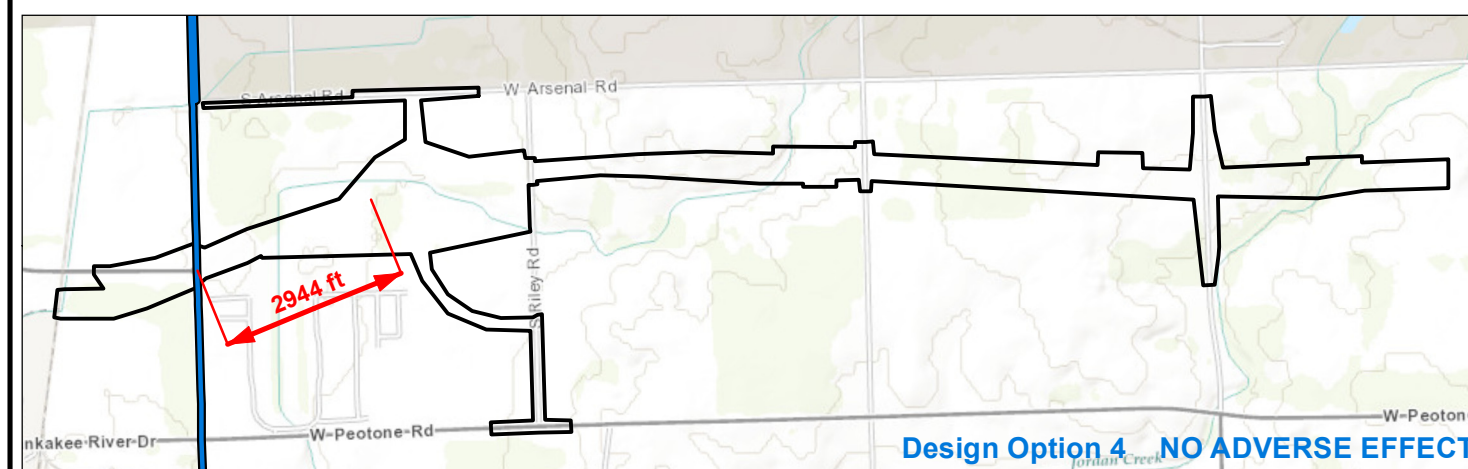 S Arsenal Rd
W Arsenal Rd
S Riley Rd
2944 ft
nkakee River Dr
W-Peotone-Rd
W-Peoton
Design Option 4 NO ADVERSE EFFECT
Jordan Creek